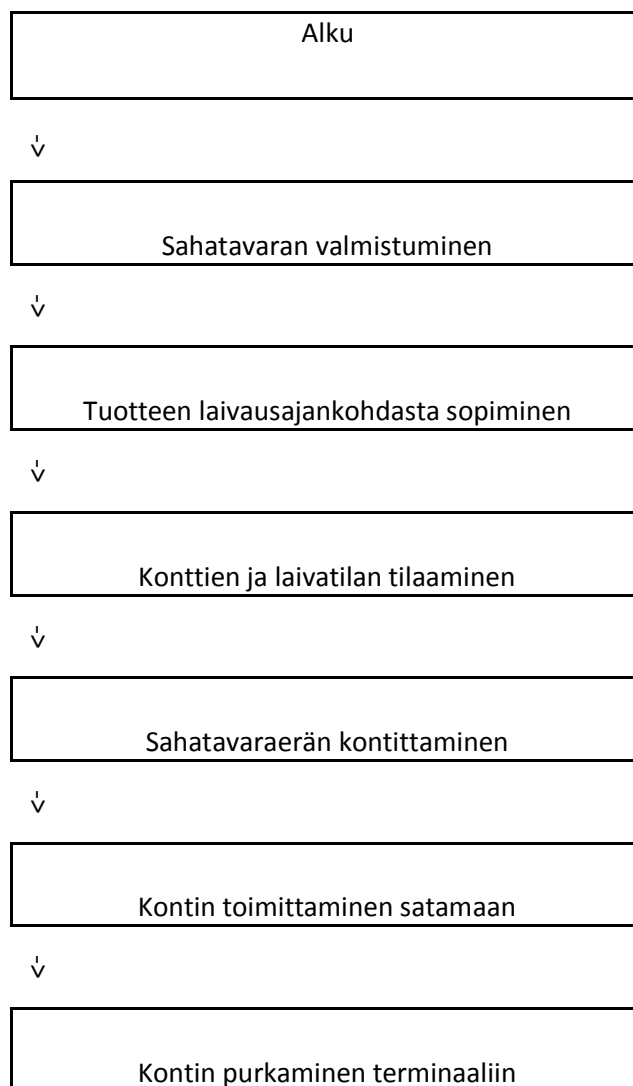 Alku
Sahatavaran valmistuminen
Tuotteen laivausajankohdasta sopiminen
Konttien ja laivatilan tilaaminen
Sahatavaraerän kontittaminen
Kontin toimittaminen satamaan
Kontin purkaminen terminaaliin